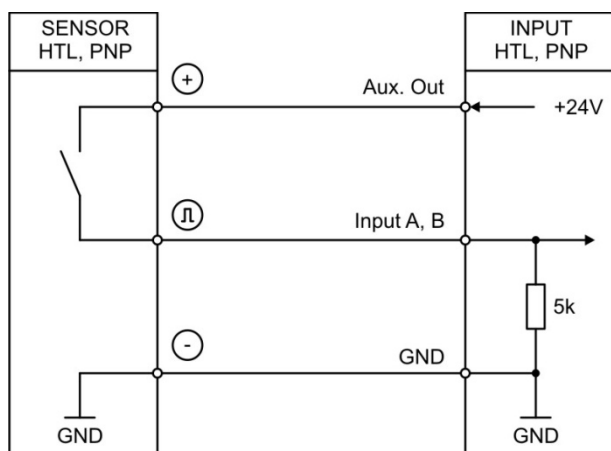 SENSOR
HTL, PNP
INPUT
HTL, PNP
+
Aux. Out
+24V
Input A, B
5k
-
GND
GND
GND